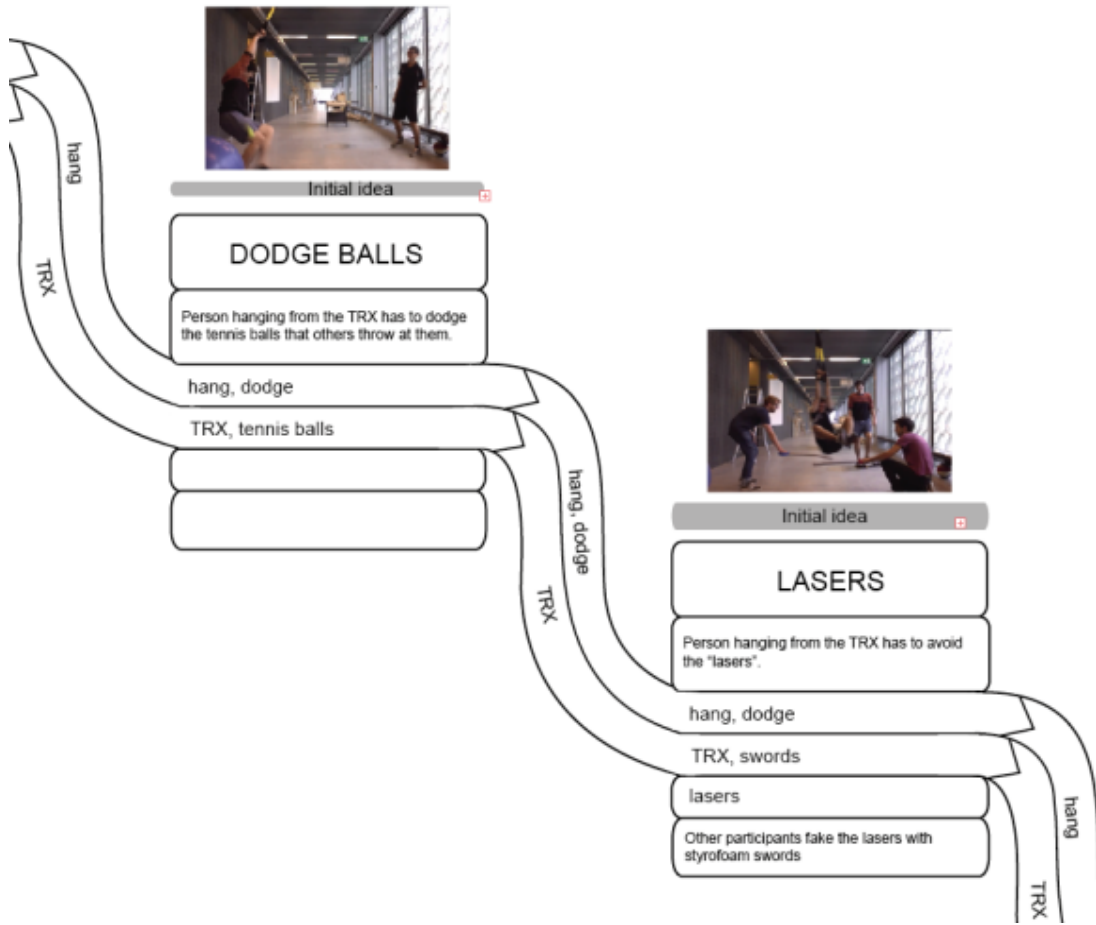 hang
TRX
Initial idea
DODGE BALLS
Person hanging from the TRX has to dodge
the tennis balls that others throw at them.
hang, dodge
TRX, tennis balls
hang, dodge
TRX
Initial idea
LASERS
Person hanging from the TRX has to avoid
the “lasers”.
hang, dodge
TRX, swords
lasers
Other participants fake the lasers with
styrofoam swords
hang
TRX